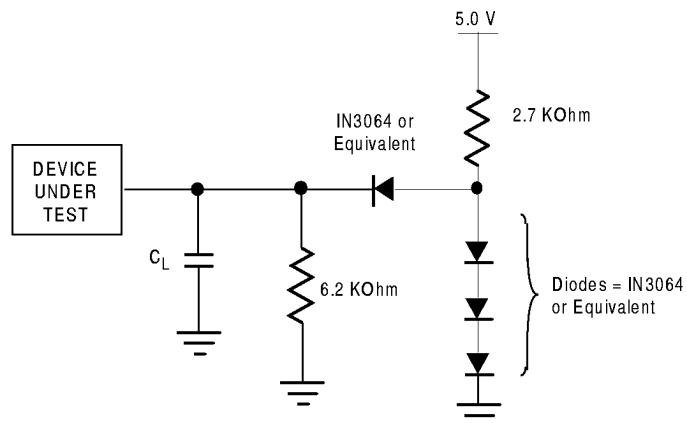 5.0 V
2.7 KOhm
IN3064 or
Equivalent
DEVICE
UNDER
TEST
CL
6.2 KOhm
Diodes = IN3064
or Equivalent